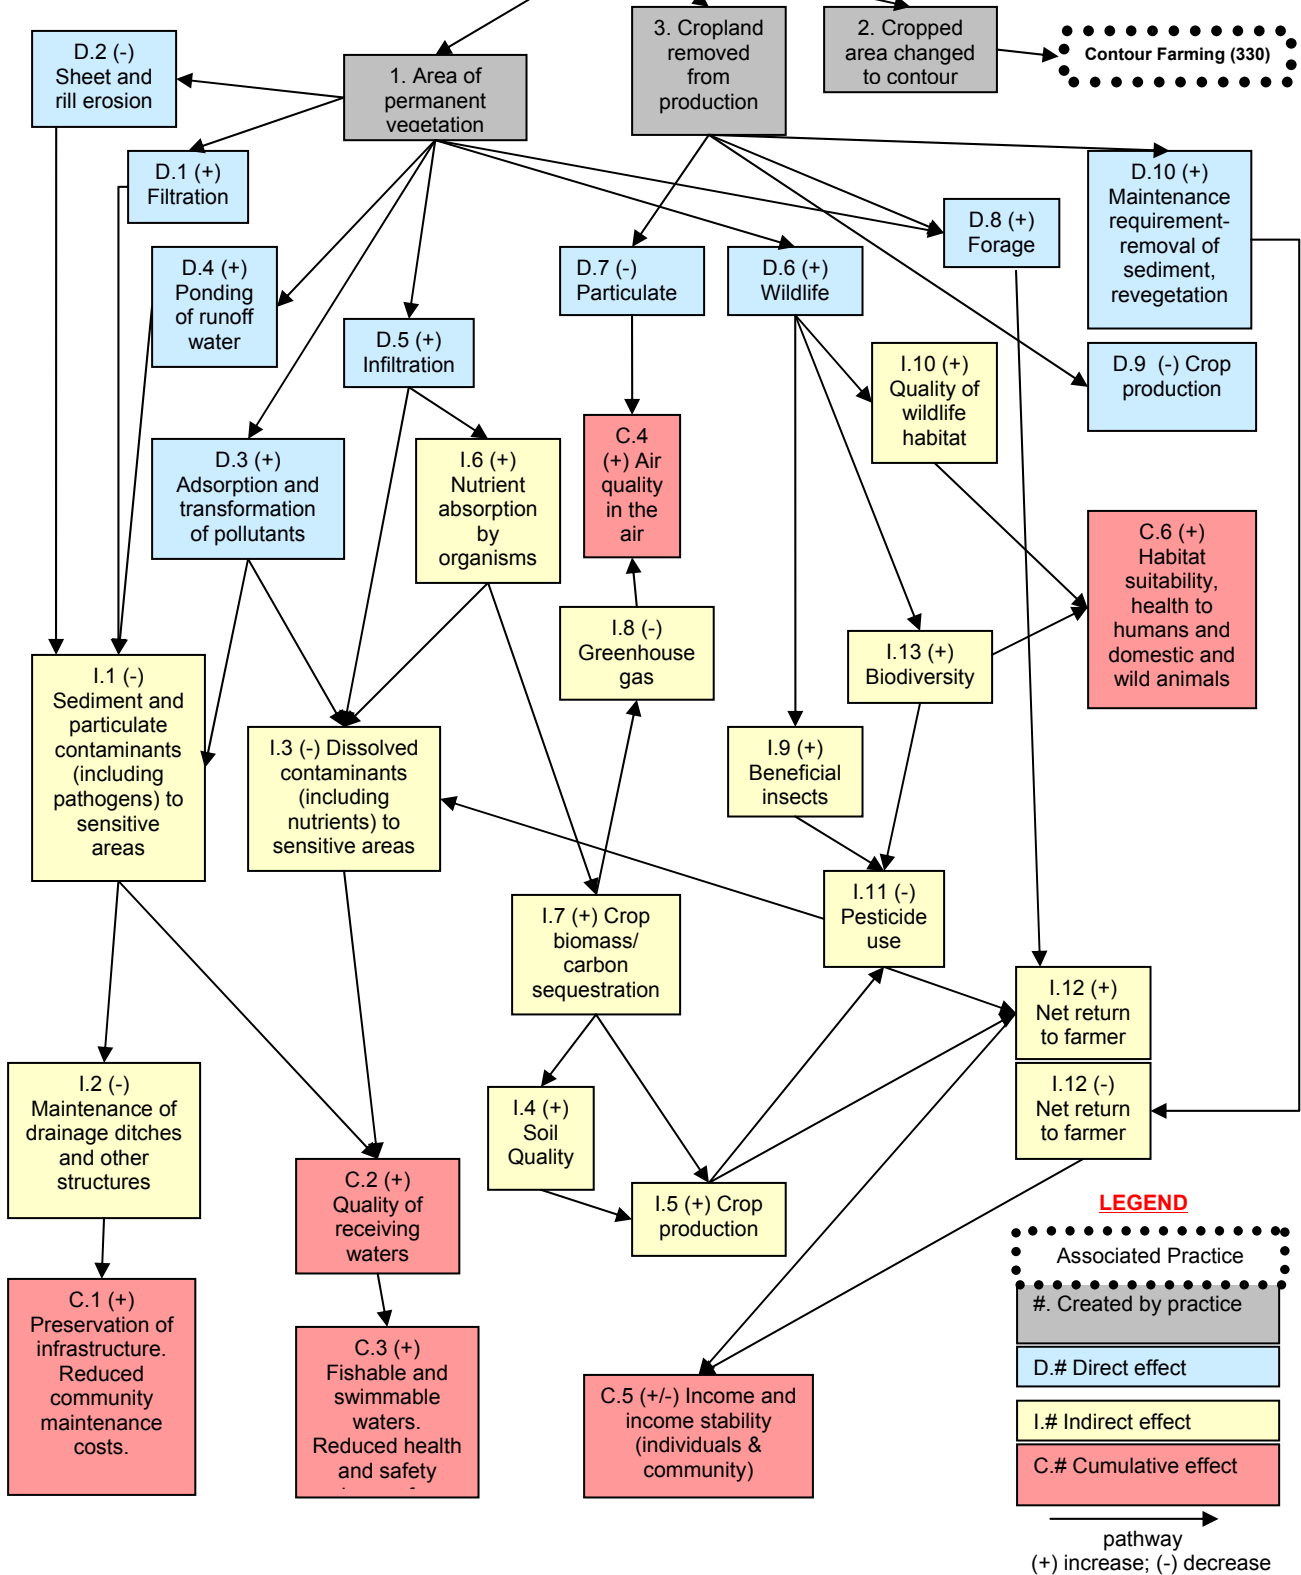 3. Cropland
removed
from
production
2. Cropped
area changed
to contour
Contour Farming (330)
D.2 (-)
Sheet and
rill erosion
1. Area of
permanent
vegetation
D.1 (+)
Filtration
D.10 (+)
Maintenance
requirement-
removal of
sediment,
revegetation
D.8 (+)
Forage
D.4 (+)
Ponding
of runoff
water
D.7 (-)
Particulate
D.6 (+)
Wildlife
D.5 (+)
Infiltration
I.10 (+)
Quality of
wildlife
habitat
D.9 (-) Crop
production
D.3 (+)
Adsorption and
transformation
of pollutants
I.6 (+)
Nutrient
absorption
by
organisms
C.4
(+) Air
quality
in the
air
C.6 (+)
Habitat
suitability,
health to
humans and
domestic and
wild animals
I.8 (-)
Greenhouse
gas
I.13 (+)
Biodiversity
I.1 (-)
Sediment and
particulate
contaminants
(including
pathogens) to
sensitive
areas
I.3 (-) Dissolved
contaminants
(including
nutrients) to
sensitive areas
I.9 (+)
Beneficial
insects
I.11 (-)
Pesticide
use
I.7 (+) Crop
biomass/
carbon
sequestration
I.12 (+)
Net return
to farmer
I.2 (-)
Maintenance of
drainage ditches
and other
structures
I.4 (+)
Soil
Quality
I.12 (-)
Net return
to farmer
C.2 (+)
Quality of
receiving
waters
I.5 (+) Crop
production
C.1 (+)
Preservation of
infrastructure.
Reduced
community
maintenance
costs.
C.3 (+)
Fishable and
swimmable
waters.
Reduced health
and safety
C.5 (+/-) Income and
income stability
(individuals &
community)
LEGEND
Associated Practice
#. Created by practice
D.# Direct effect
I.# Indirect effect
C.# Cumulative effect
pathway
(+) increase; (-) decrease